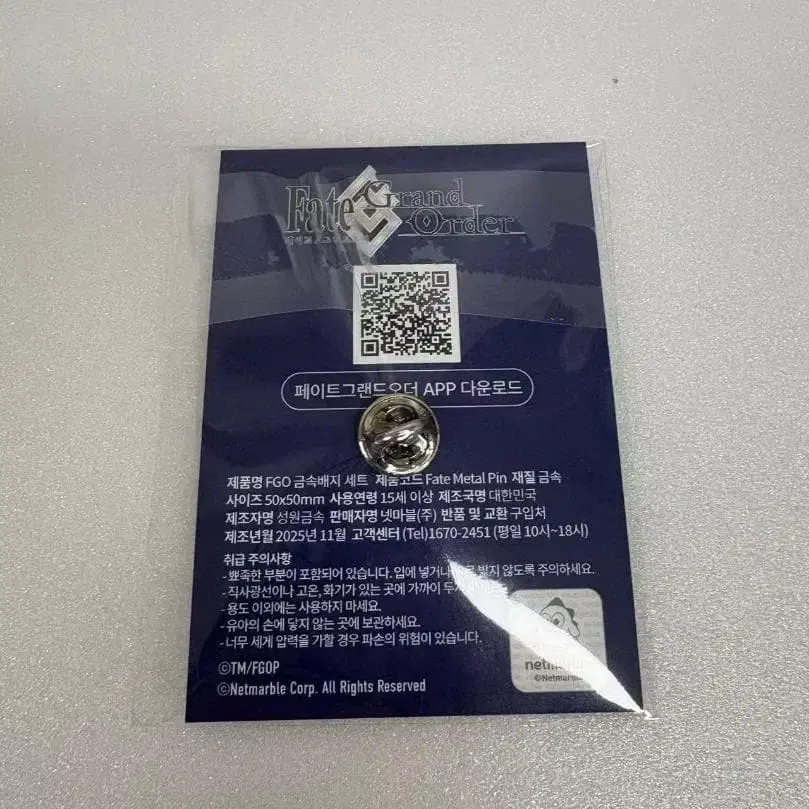 Fate Grand Order
페이트그랜드오더 APP 다운로드
제품명 FGO 금속배지 세트 제품코드 Fate Metal Pin 재질 금속
사이즈 50x50mm 사용연령 15세 이상 제조국명 대한민국
제조자명 성원금속 판매자명 넷마블(주) 반품 및 교환 구입처
제조년월 2025년 11월 고객센터 (Tel)1670-2451 (평일 10시~18시)
취급 주의사항
- 뾰족한 부분이 포함되어 있습니다. 입에 넣거나 밟지 않도록 주의하세요.
- 직사광선이나 고온, 화기가 있는 곳에 가까이
- 용도 이외에는 사용하지 마세요.
- 유아의 손에 닿지 않는 곳에 보관하세요.
- 너무 세게 압력을 가할 경우 파손의 위험이 있습니다.
©TM/FGOP
©Netmarble Corp. All Rights Reserved